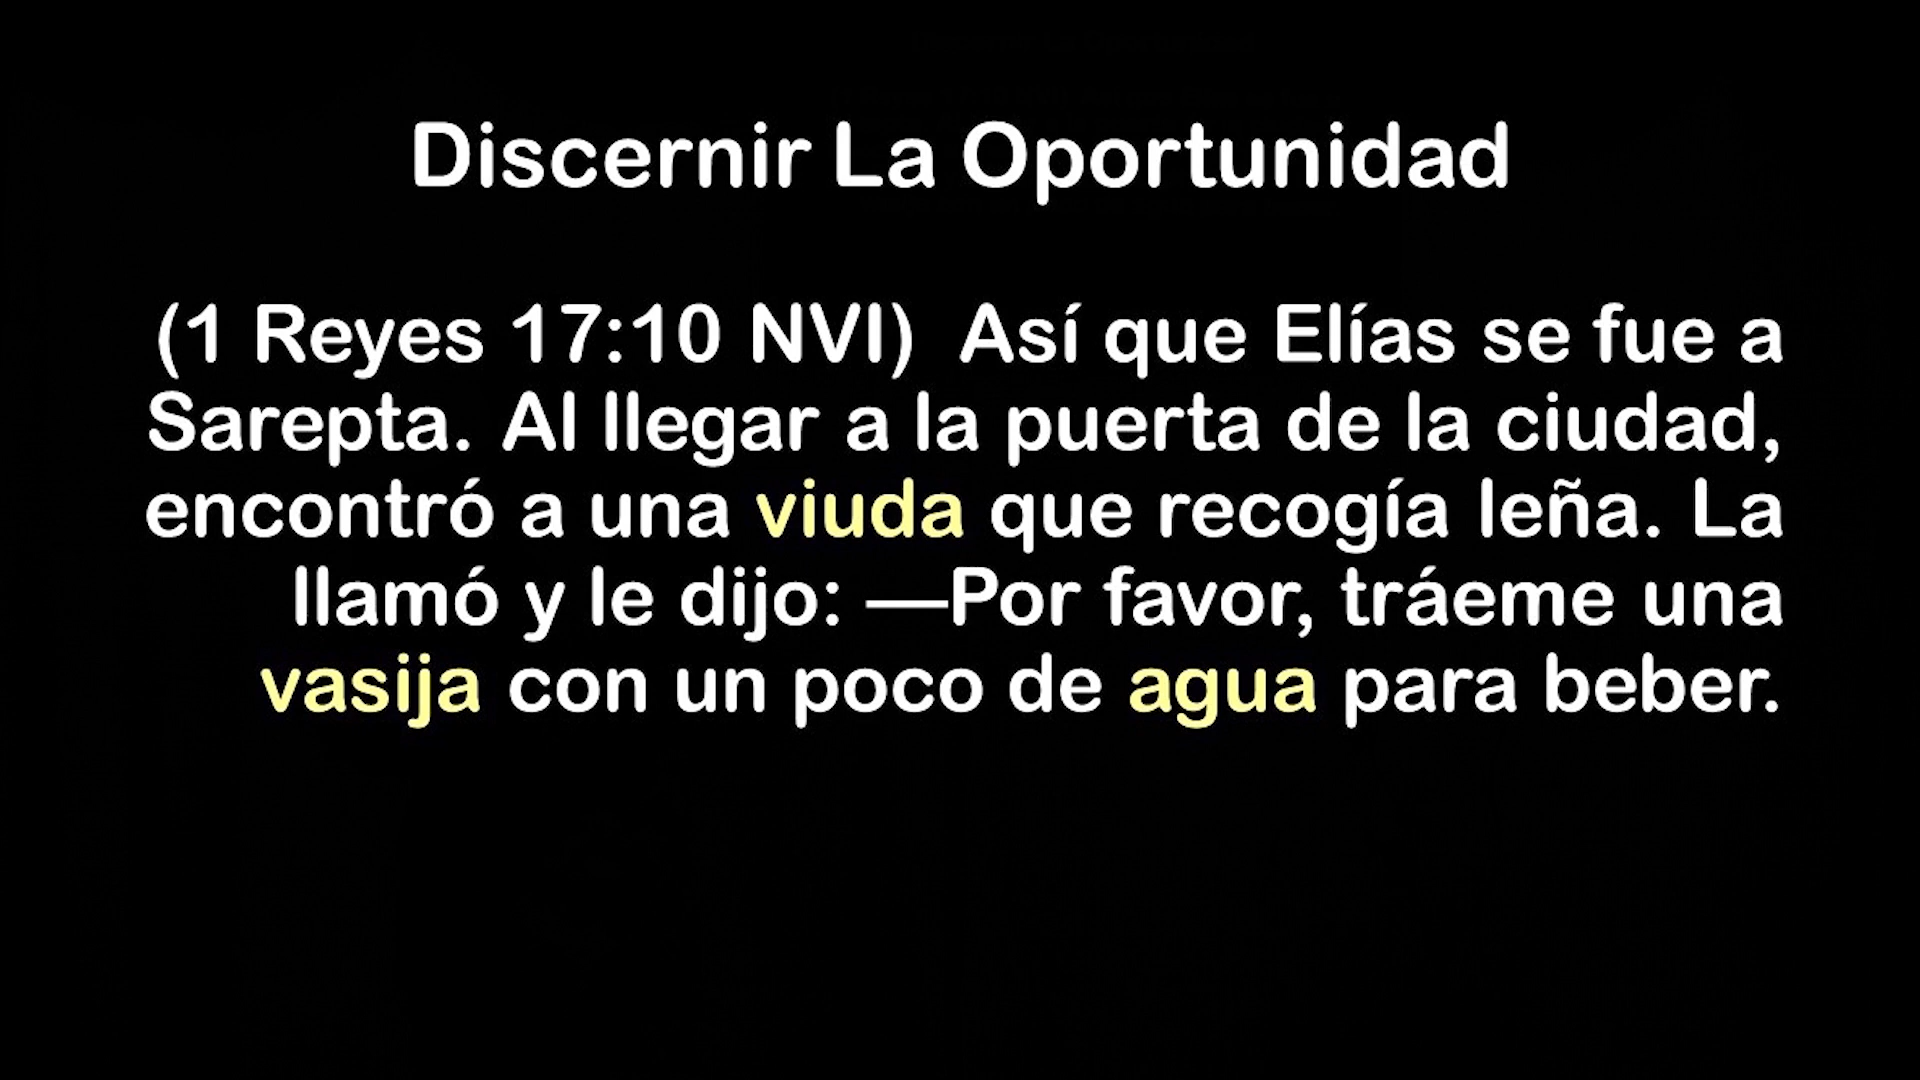 Discernir La Oportunidad
(1 Reyes 17:10 NVI)  Así que Elías se fue a
Sarepta. Al llegar a la puerta de la ciudad,
encontró a una viuda que recogía leña. La
llamó y le dijo: —Por favor, tráeme una
vasija con un poco de agua para beber.